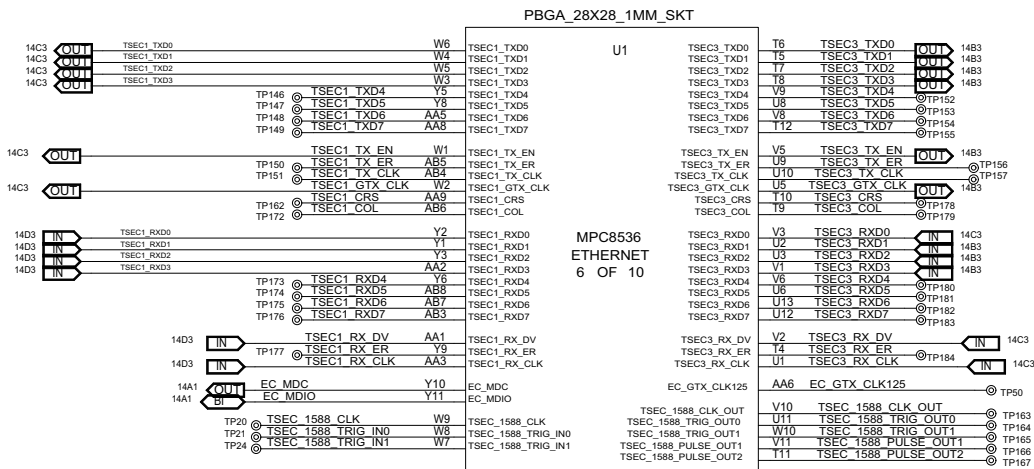 PBGA_28X28_1MM_SKT
U1
14C3 OUT TSEC1_TXD0 W6 TSEC1_TXD0 TSEC3_TXD0 T6 TSEC3_TXD0 OUT 14B3
14C3 OUT TSEC1_TXD1 W4 TSEC1_TXD1 TSEC3_TXD1 T5 TSEC3_TXD1 OUT 14B3
14C3 OUT TSEC1_TXD2 W5 TSEC1_TXD2 TSEC3_TXD2 T7 TSEC3_TXD2 OUT 14B3
14C3 OUT TSEC1_TXD3 W3 TSEC1_TXD3 TSEC3_TXD3 T8 TSEC3_TXD3 OUT 14B3
TP146 TSEC1_TXD4 Y5 TSEC1_TXD4 TSEC3_TXD4 V9 TSEC3_TXD4 TP152
TP147 TSEC1_TXD5 Y8 TSEC1_TXD5 TSEC3_TXD5 U8 TSEC3_TXD5 TP153
TP148 TSEC1_TXD6 AA5 TSEC1_TXD6 TSEC3_TXD6 V8 TSEC3_TXD6 TP154
TP149 TSEC1_TXD7 AA8 TSEC1_TXD7 TSEC3_TXD7 T12 TSEC3_TXD7 TP155
14C3 OUT TSEC1_TX_EN W1 TSEC1_TX_EN TSEC3_TX_EN V5 TSEC3_TX_EN OUT 14B3
TP150 TSEC1_TX_ER AB5 TSEC1_TX_ER TSEC3_TX_ER U9 TSEC3_TX_ER TP156
TP151 TSEC1_TX_CLK AB4 TSEC1_TX_CLK TSEC3_TX_CLK U10 TSEC3_TX_CLK TP157
14C3 OUT TSEC1_GTX_CLK W2 TSEC1_GTX_CLK TSEC3_GTX_CLK U5 TSEC3_GTX_CLK OUT 14B3
TP162 TSEC1_CRS AA9 TSEC1_CRS TSEC3_CRS T10 TSEC3_CRS TP178
TP172 TSEC1_COL AB6 TSEC1_COL TSEC3_COL T9 TSEC3_COL TP179
14D3 IN TSEC1_RXD0 Y2 TSEC1_RXD0 MPC8536 TSEC3_RXD0 V3 TSEC3_RXD0 IN 14C3
14D3 IN TSEC1_RXD1 Y1 TSEC1_RXD1 ETHERNET TSEC3_RXD1 U2 TSEC3_RXD1 IN 14B3
14D3 IN TSEC1_RXD2 Y3 TSEC1_RXD2 6 OF 10 TSEC3_RXD2 U3 TSEC3_RXD2 IN 14B3
14D3 IN TSEC1_RXD3 AA2 TSEC1_RXD3 TSEC3_RXD3 V1 TSEC3_RXD3 IN 14B3
TP173 TSEC1_RXD4 Y6 TSEC1_RXD4 TSEC3_RXD4 V6 TSEC3_RXD4 TP180
TP174 TSEC1_RXD5 AB8 TSEC1_RXD5 TSEC3_RXD5 U6 TSEC3_RXD5 TP181
TP175 TSEC1_RXD6 AB7 TSEC1_RXD6 TSEC3_RXD6 U13 TSEC3_RXD6 TP182
TP176 TSEC1_RXD7 AB3 TSEC1_RXD7 TSEC3_RXD7 U12 TSEC3_RXD7 TP183
14D3 IN TSEC1_RX_DV AA1 TSEC1_RX_DV TSEC3_RX_DV V2 TSEC3_RX_DV IN 14C3
TP177 TSEC1_RX_ER Y9 TSEC1_RX_ER TSEC3_RX_ER T4 TSEC3_RX_ER TP184
14D3 IN TSEC1_RX_CLK AA3 TSEC1_RX_CLK TSEC3_RX_CLK U1 TSEC3_RX_CLK IN 14C3
14A1 OUT EC_MDC Y10 EC_MDC EC_GTX_CLK125 AA6 EC_GTX_CLK125 TP50
14A1 BI EC_MDIO Y11 EC_MDIO
TSEC_1588_CLK_OUT V10 TSEC_1588_CLK_OUT TP163
TP20 TSEC_1588_CLK W9 TSEC_1588_CLK TSEC_1588_TRIG_OUT0 U11 TSEC_1588_TRIG_OUT0 TP164
TP21 TSEC_1588_TRIG_IN0 W8 TSEC_1588_TRIG_IN0 TSEC_1588_TRIG_OUT1 W10 TSEC_1588_TRIG_OUT1 TP165
TP24 TSEC_1588_TRIG_IN1 W7 TSEC_1588_TRIG_IN1 TSEC_1588_PULSE_OUT1 V11 TSEC_1588_PULSE_OUT1 TP166
TSEC_1588_PULSE_OUT2 T11 TSEC_1588_PULSE_OUT2 TP167